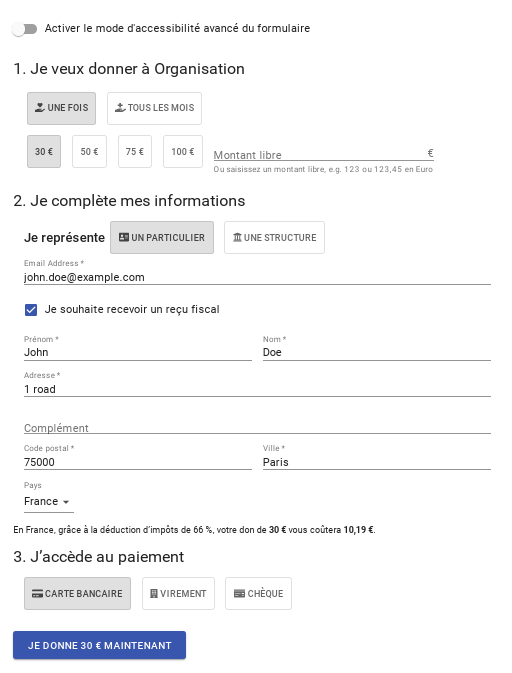 Activer le mode d'accessibilité avancé du formulaire
1. Je veux donner à Organisation
UNE FOIS TOUS LES MOIS
30 € 50 € 75 € 100 € Montant libre €
Ou saisissez un montant libre, e.g. 123 ou 123,45 en Euro
2. Je complète mes informations
Je représente UN PARTICULIER UNE STRUCTURE
Email Address *
john.doe@example.com
Je souhaite recevoir un reçu fiscal
Prénom * Nom *
John Doe
Adresse *
1 road
Complément
Code postal * Ville *
75000 Paris
Pays
France
En France, grâce à la déduction d'impôts de 66 %, votre don de 30 € vous coûtera 10,19 €.
3. J'accède au paiement
CARTE BANCAIRE VIREMENT CHÈQUE
JE DONNE 30 € MAINTENANT